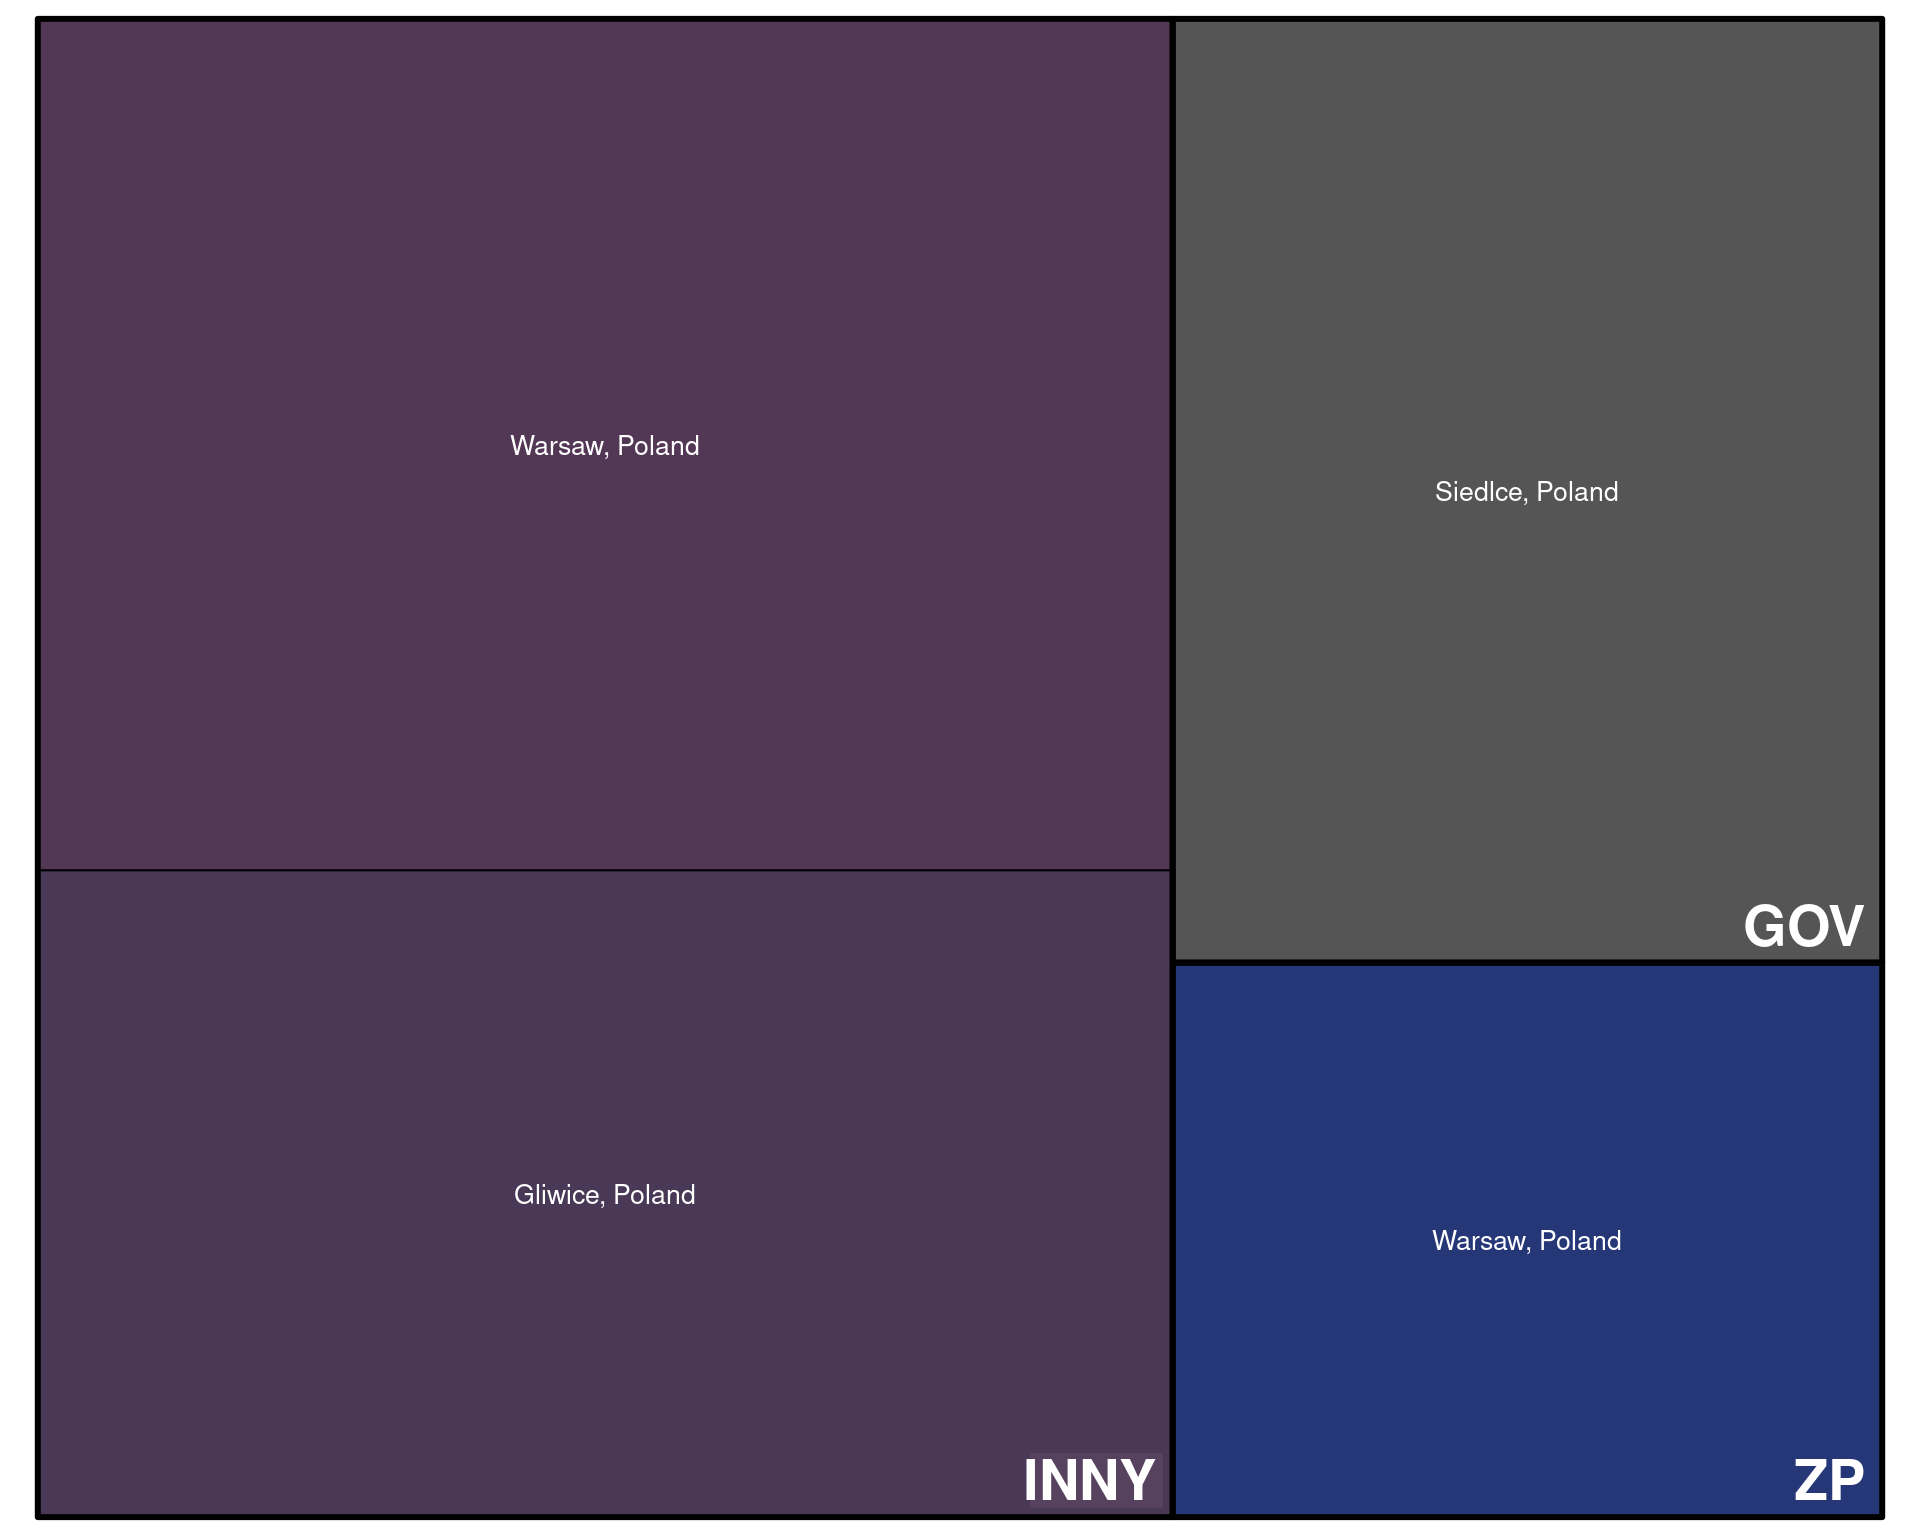 Warsaw, Poland
Siedlce, Poland
GOV
Gliwice, Poland
Warsaw, Poland
INNY
ZP